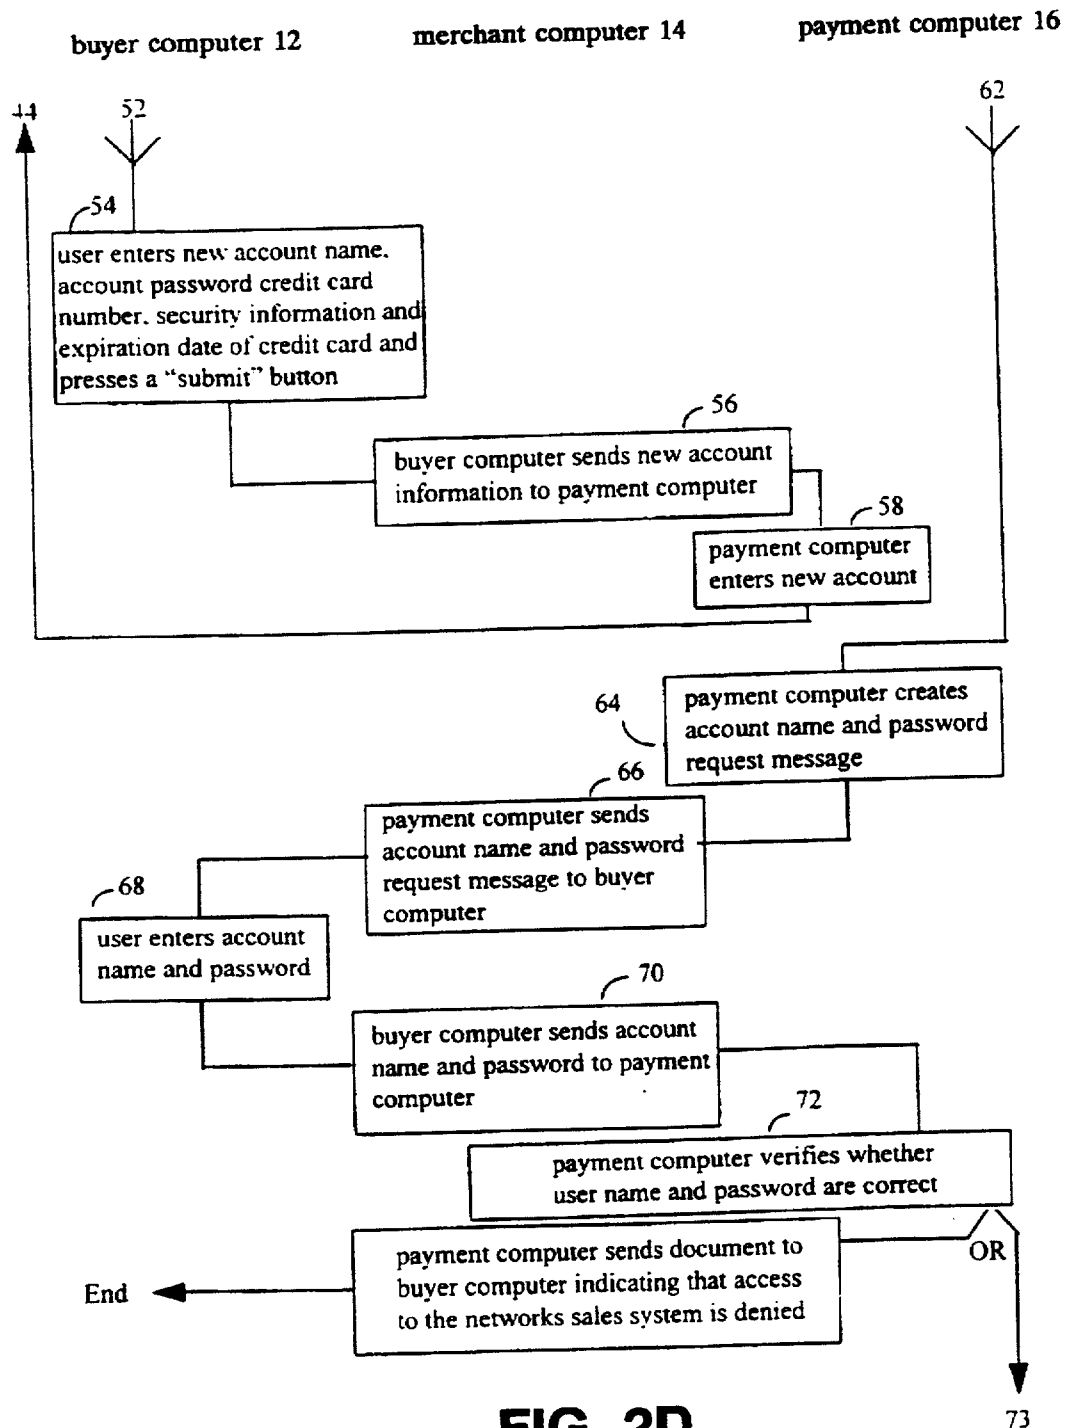 buyer computer 12
merchant computer 14
payment computer 16
44
52
62
54
user enters new account name.
account password credit card
number. security information and
expiration date of credit card and
presses a "submit" button
56
buyer computer sends new account
information to payment computer
58
payment computer
enters new account
64
payment computer creates
account name and password
request message
66
payment computer sends
account name and password
request message to buyer
computer
68
user enters account
name and password
70
buyer computer sends account
name and password to payment
computer
72
payment computer verifies whether
user name and password are correct
OR
payment computer sends document to
buyer computer indicating that access
to the networks sales system is denied
End
73
FIG. 2D